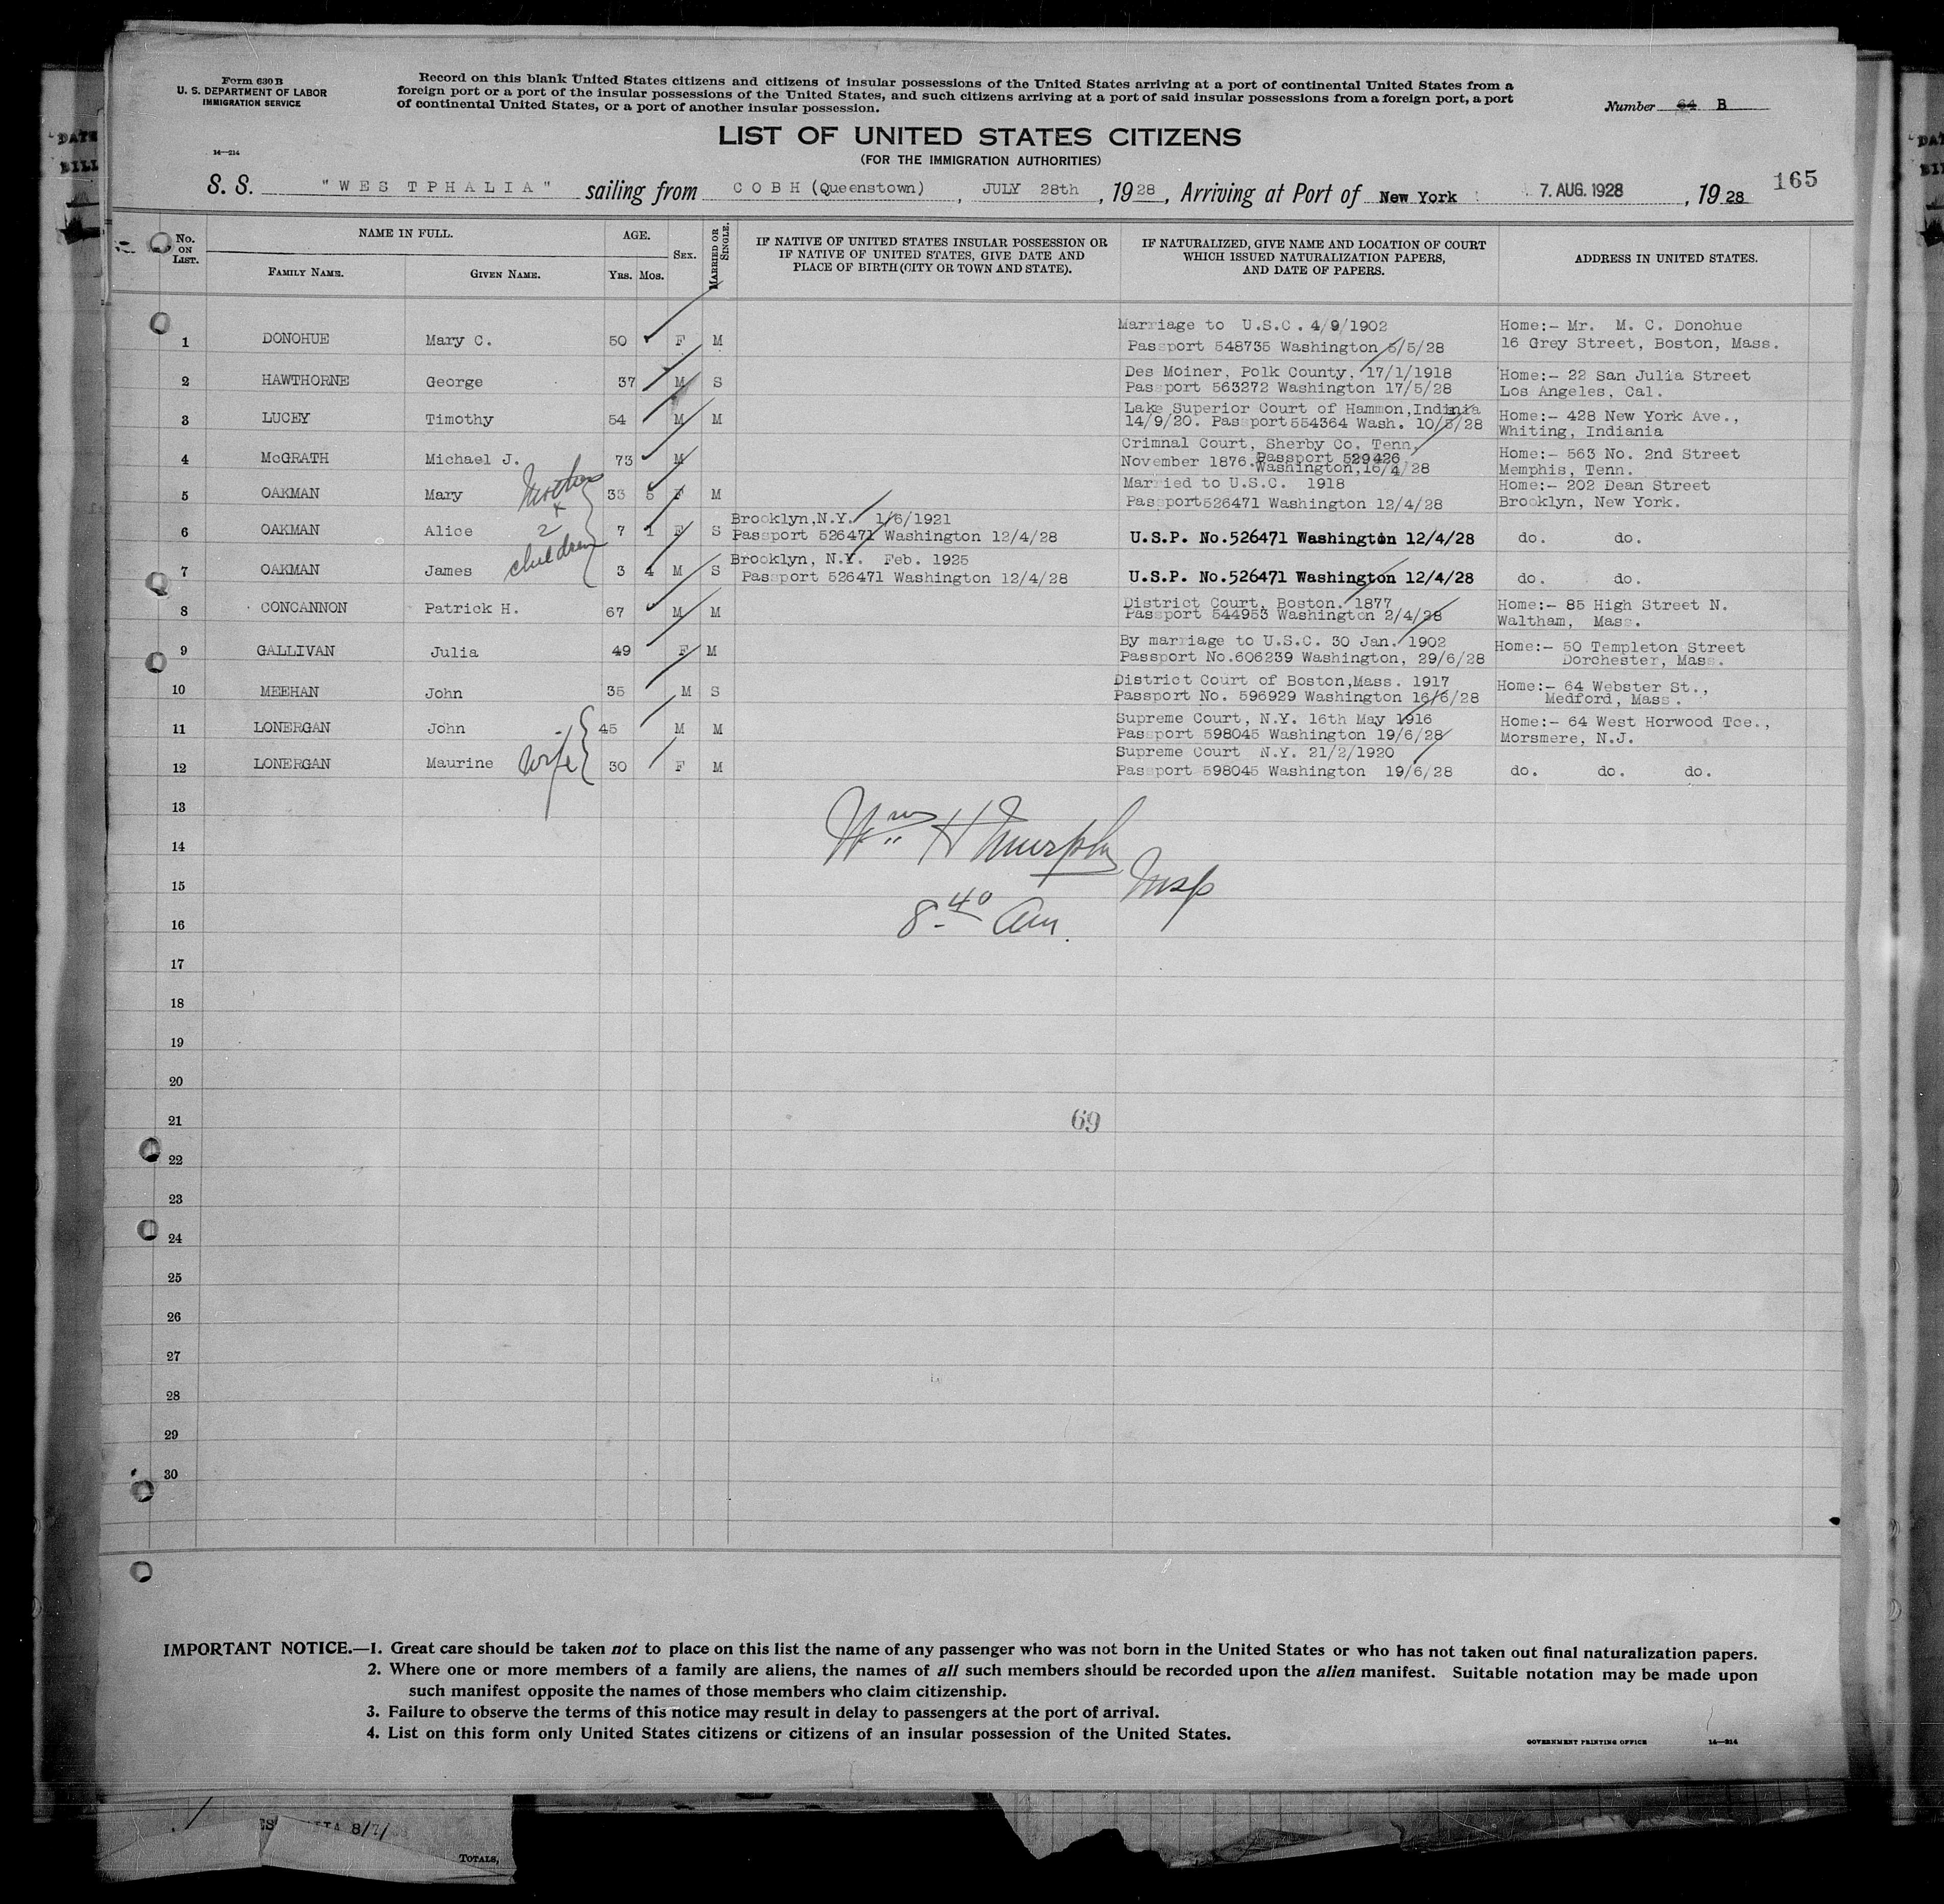 Form 630 B
U. S. DEPARTMENT OF LABOR
IMMIGRATION SERVICE
Record on this blank United States citizens and citizens of insular possessions of the United States arriving at a port of continental United States from a
foreign port or a port of the insular possessions of the United States, and such citizens arriving at a port of said insular possessions from a foreign port, a port
of continental United States, or a port of another insular possession.
Number 64 B
LIST OF UNITED STATES CITIZENS
(FOR THE IMMIGRATION AUTHORITIES)
14—214
S. S. "WESTPHALIA" sailing from COBH (Queenstown), JULY 28th, 1928, Arriving at Port of New York 7. AUG. 1928, 1928
165
No. ON LIST. NAME IN FULL. FAMILY NAME. GIVEN NAME. AGE. YRS. MOS. SEX. MARRIED OR SINGLE. IF NATIVE OF UNITED STATES INSULAR POSSESSION OR IF NATIVE OF UNITED STATES, GIVE DATE AND PLACE OF BIRTH (CITY OR TOWN AND STATE). IF NATURALIZED, GIVE NAME AND LOCATION OF COURT WHICH ISSUED NATURALIZATION PAPERS, AND DATE OF PAPERS. ADDRESS IN UNITED STATES.
1 DONOHUE Mary C. 50 F M Marriage to U.S.C. 4/9/1902 Home:- Mr. M. C. Donohue
Passport 548735 Washington 5/5/28 16 Grey Street, Boston, Mass.
2 HAWTHORNE George 37 M S Des Moiner, Polk County, 17/1/1918 Home:- 22 San Julia Street
Passport 563272 Washington 17/5/28 Los Angeles, Cal.
3 LUCEY Timothy 54 M M Lake Superior Court of Hammon, Indinia Home:- 428 New York Ave.,
14/9/20. Passport 554364 Wash. 10/5/28 Whiting, Indiania
4 McGRATH Michael J. 73 M Crimnal Court, Sherby Co. Tenn, Home:- 563 No. 2nd Street
November 1876. Passport 529426 Washington, 16/4/28 Memphis, Tenn.
5 OAKMAN Mary 33 5 F M Married to U.S.C. 1918 Home:- 202 Dean Street
Passport 526471 Washington 12/4/28 Brooklyn, New York.
Mother
+
2
children
6 OAKMAN Alice 7 1 F S Brooklyn, N.Y. 1/6/1921
Passport 526471 Washington 12/4/28 U.S.P. No.526471 Washington 12/4/28 do. do.
7 OAKMAN James 3 4 M S Brooklyn, N.Y. Feb. 1925
Passport 526471 Washington 12/4/28 U.S.P. No.526471 Washington 12/4/28 do. do.
8 CONCANNON Patrick H. 67 M M District Court, Boston. 1877 Home:- 85 High Street N.
Passport 544953 Washington 2/4/28 Waltham, Mass.
9 GALLIVAN Julia 49 F M By marriage to U.S.C. 30 Jan. 1902 Home:- 50 Templeton Street
Passport No.606239 Washington, 29/6/28 Dorchester, Mass.
10 MEEHAN John 35 M S District Court of Boston, Mass. 1917 Home:- 64 Webster St.,
Passport No. 596929 Washington 16/6/28 Medford, Mass.
11 LONERGAN John 45 M M Supreme Court, N.Y. 16th May 1916 Home:- 64 West Horwood Tce.,
Passport 598045 Washington 19/6/28 Morsmere, N.J.
12 LONERGAN Maurine wife 30 F M Supreme Court N.Y. 21/2/1920
Passport 598045 Washington 19/6/28 do. do. do.
13
Wm H Murphy
14
15
Insp
16
8-40 Am.
17
18
19
20
21
69
22
23
24
25
26
27
28
29
30
IMPORTANT NOTICE.—1. Great care should be taken not to place on this list the name of any passenger who was not born in the United States or who has not taken out final naturalization papers.
2. Where one or more members of a family are aliens, the names of all such members should be recorded upon the alien manifest. Suitable notation may be made upon
such manifest opposite the names of those members who claim citizenship.
3. Failure to observe the terms of this notice may result in delay to passengers at the port of arrival.
4. List on this form only United States citizens or citizens of an insular possession of the United States.
GOVERNMENT PRINTING OFFICE 14—214
8/7/
TOTALS,